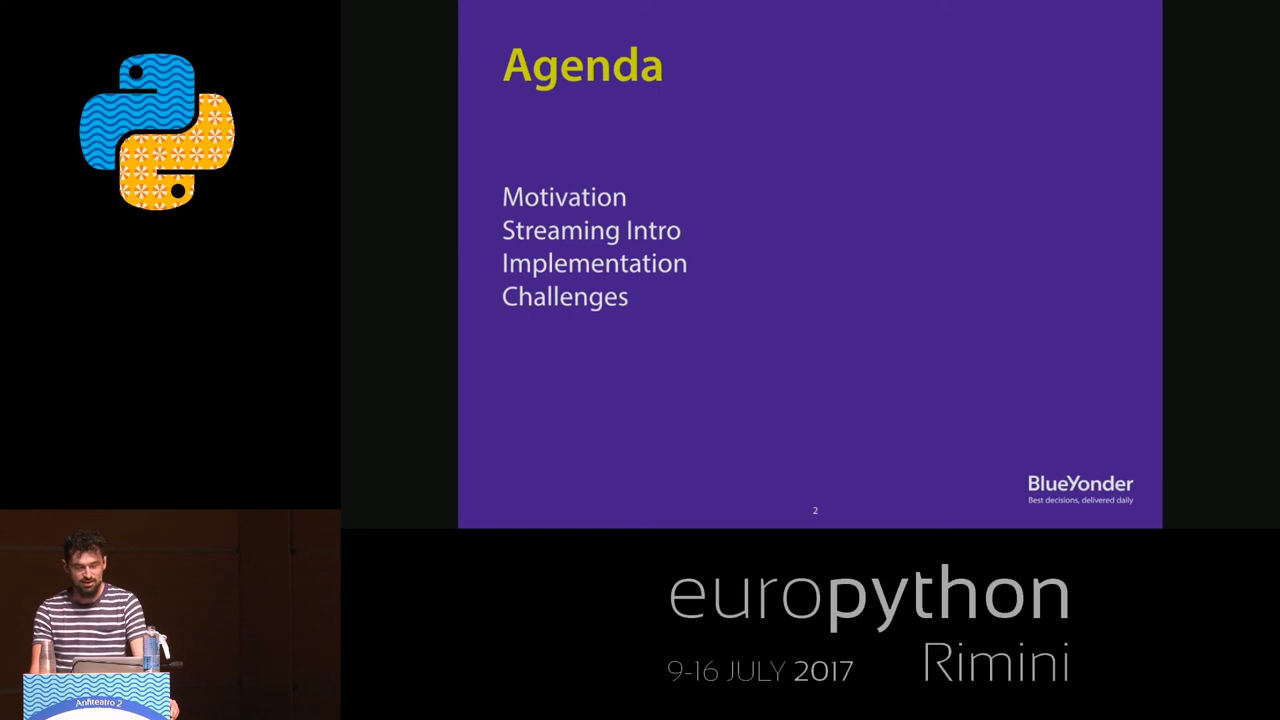 Agenda
Motivation
Streaming Intro
Implementation
Challenges
BlueYonder
Best decisions, delivered daily
2
europython
Rimini
9-16 JULY 2017
Anfiteatro 2